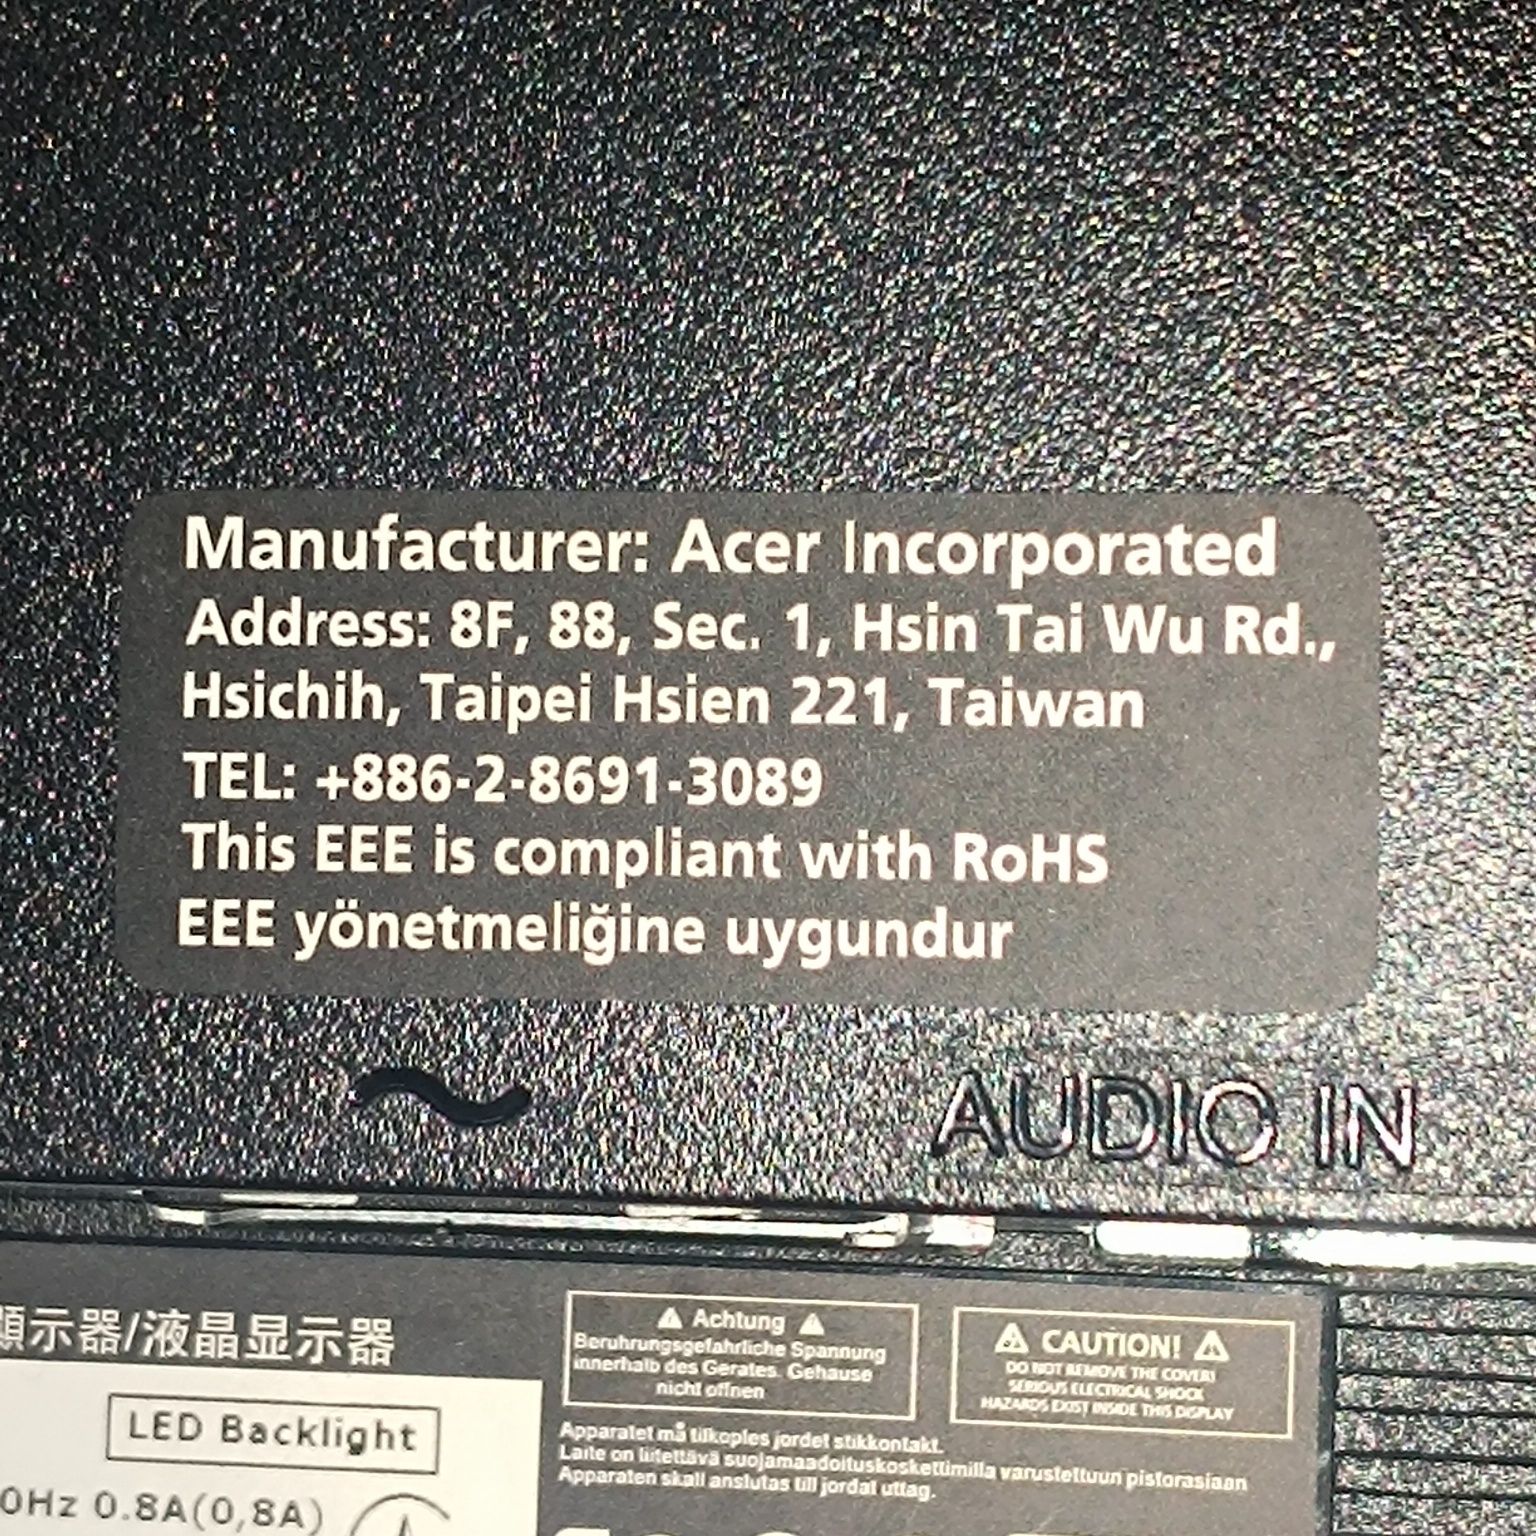 Manufacturer: Acer Incorporated
Address: 8F, 88, Sec. 1, Hsin Tai Wu Rd.,
Hsichih, Taipei Hsien 221, Taiwan
TEL: +886-2-8691-3089
This EEE is compliant with RoHS
EEE yönetmeliğine uygundur
~
AUDIO IN
示器/液晶显示器
LED Backlight
0Hz 0.8A(0,8A)
Achtung
Beruhrungsgefahrliche Spannung
innerhalb des Gerates. Gehause
nicht offnen
CAUTION!
DO NOT REMOVE THE COVER!
SERIOUS ELECTRICAL SHOCK
HAZARDS EXIST INSIDE THIS DISPLAY
Apparatet må tilkoples jordet stikkontakt.
Laite on liitettävä suojamaadoituskoskettimilla varustettuun pistorasiaan
Apparaten skall anslutas till jordat uttag.